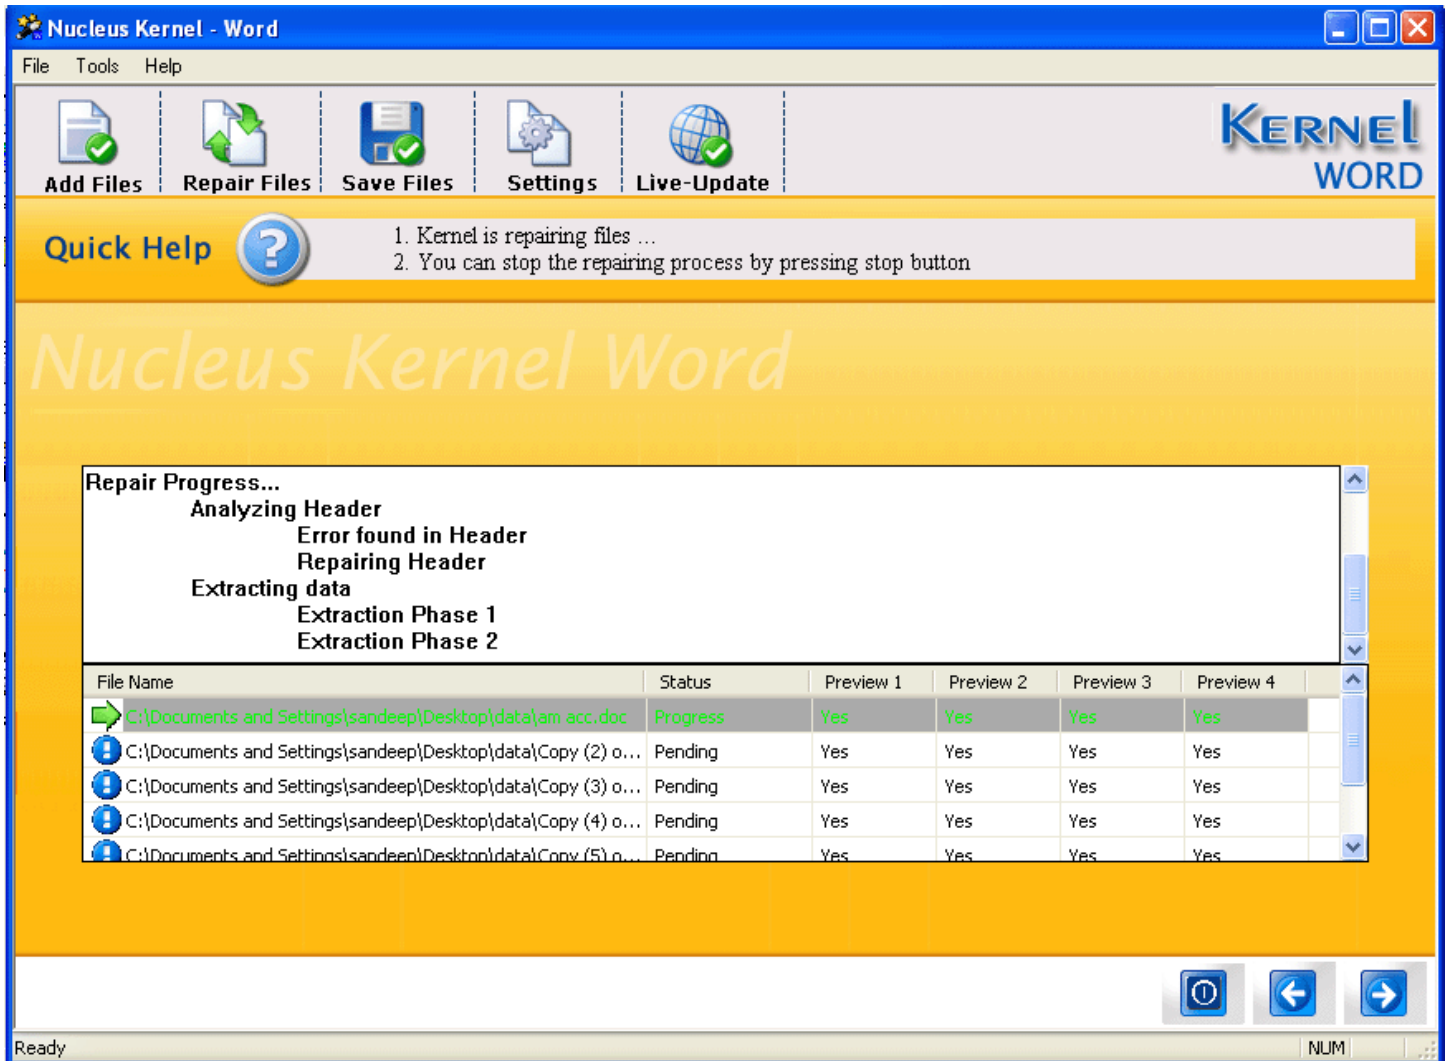 Nucleus Kernel - Word
File Tools Help
Add Files Repair Files Save Files Settings Live-Update
KERNEl
WORD
Quick Help
1. Kernel is repairing files ...
2. You can stop the repairing process by pressing stop button
Nucleus Kernel Word
Repair Progress...
Analyzing Header
Error found in Header
Repairing Header
Extracting data
Extraction Phase 1
Extraction Phase 2
File Name Status Preview 1 Preview 2 Preview 3 Preview 4
C:\Documents and Settings\sandeep\Desktop\data\am acc.doc Progress Yes Yes Yes Yes
C:\Documents and Settings\sandeep\Desktop\data\Copy (2) o... Pending Yes Yes Yes Yes
C:\Documents and Settings\sandeep\Desktop\data\Copy (3) o... Pending Yes Yes Yes Yes
C:\Documents and Settings\sandeep\Desktop\data\Copy (4) o... Pending Yes Yes Yes Yes
C:\Documents and Settings\sandeep\Desktop\data\Copy (5) o... Pending Yes Yes Yes Yes
Ready NUM